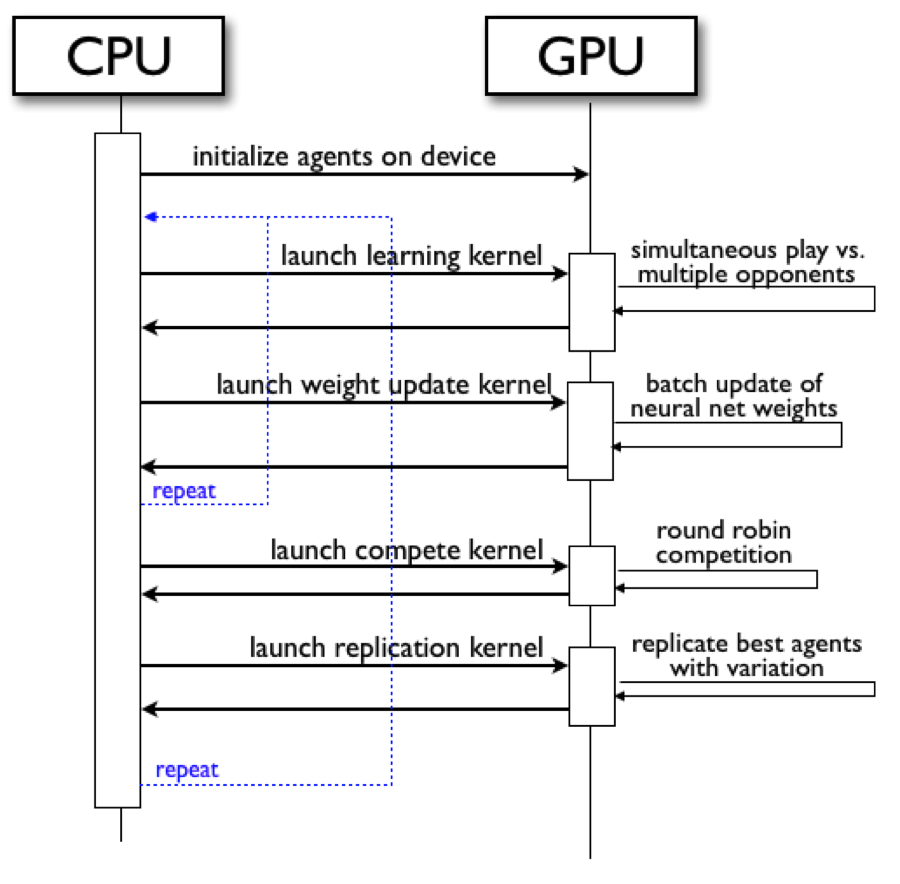 CPU
GPU
initialize agents on device
launch learning kernel
simultaneous play vs.
multiple opponents
launch weight update kernel
batch update of
neural net weights
repeat
launch compete kernel
round robin
competition
launch replication kernel
replicate best agents
with variation
repeat